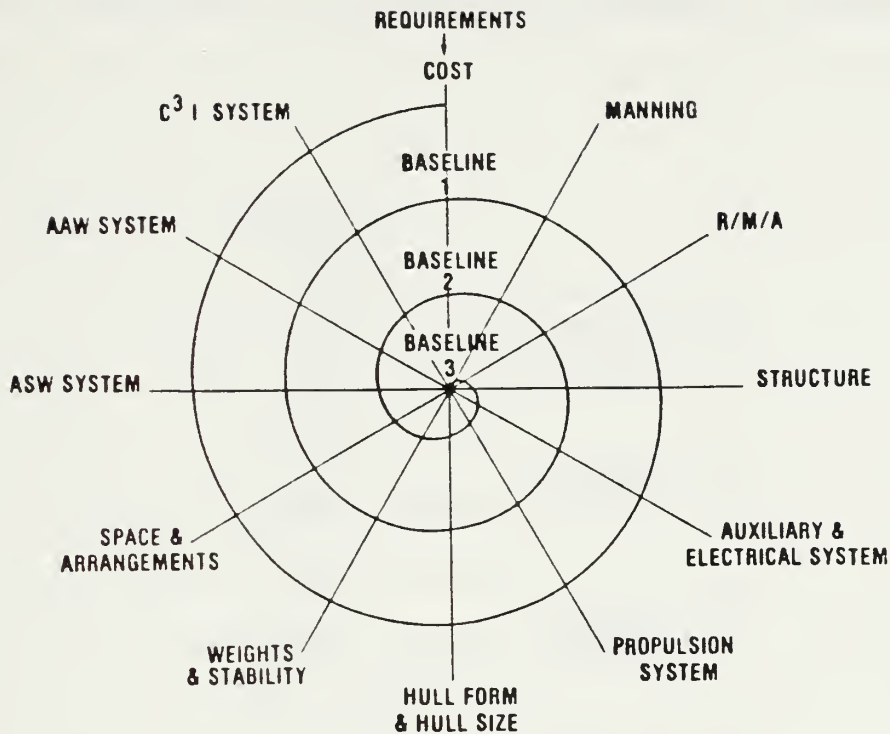 REQUIREMENTS
COST
C³ I SYSTEM
MANNING
BASELINE
1
AAW SYSTEM
R/M/A
BASELINE
2
BASELINE
3
ASW SYSTEM
STRUCTURE
SPACE &
ARRANGEMENTS
AUXILIARY &
ELECTRICAL SYSTEM
WEIGHTS
& STABILITY
PROPULSION
SYSTEM
HULL FORM
& HULL SIZE